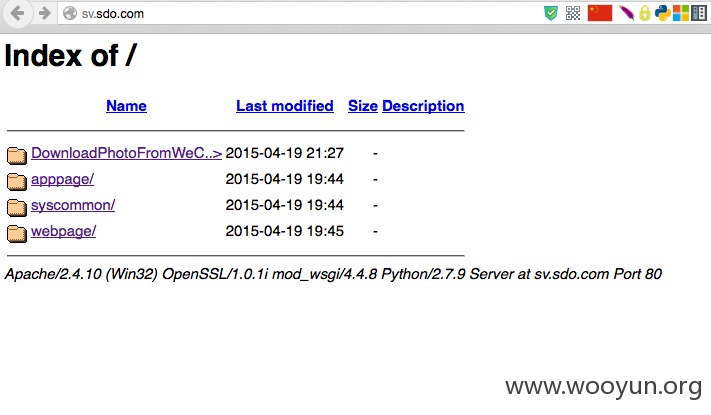 sv.sdo.com
Index of /
Name Last modified Size Description
DownloadPhotoFromWeC..> 2015-04-19 21:27 -
apppage/ 2015-04-19 19:44 -
syscommon/ 2015-04-19 19:44 -
webpage/ 2015-04-19 19:45 -
Apache/2.4.10 (Win32) OpenSSL/1.0.1i mod_wsgi/4.4.8 Python/2.7.9 Server at sv.sdo.com Port 80
www.wooyun.org